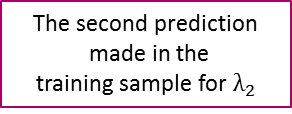 The second prediction
made in the
training sample for λ₂